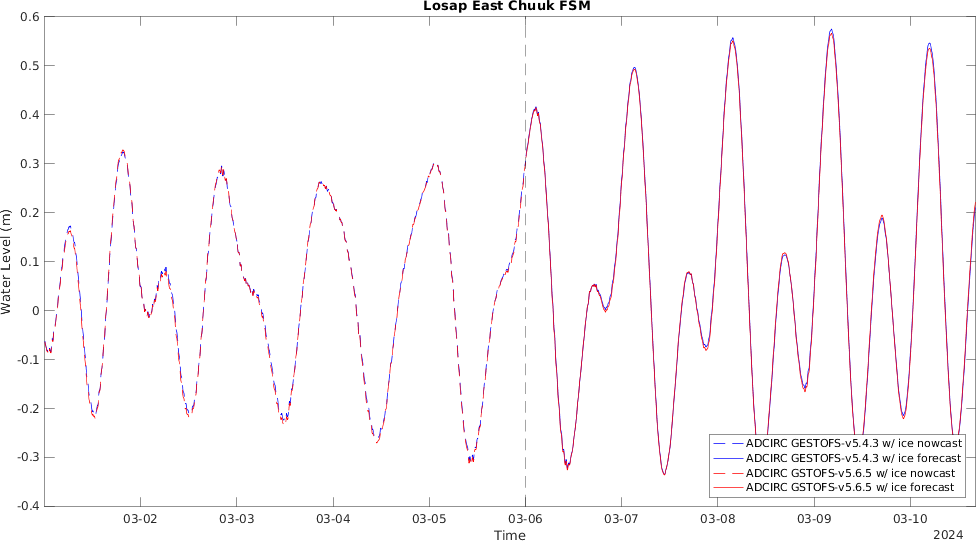 Losap East Chuuk FSM
0.6
0.5
0.4
0.3
0.2
0.1
0
-0.1
-0.2
-0.3
-0.4
Water Level (m)
ADCIRC GESTOFS-v5.4.3 w/ ice nowcast
ADCIRC GESTOFS-v5.4.3 w/ ice forecast
ADCIRC GSTOFS-v5.6.5 w/ ice nowcast
ADCIRC GSTOFS-v5.6.5 w/ ice forecast
03-02 03-03 03-04 03-05 03-06 03-07 03-08 03-09 03-10
Time
2024